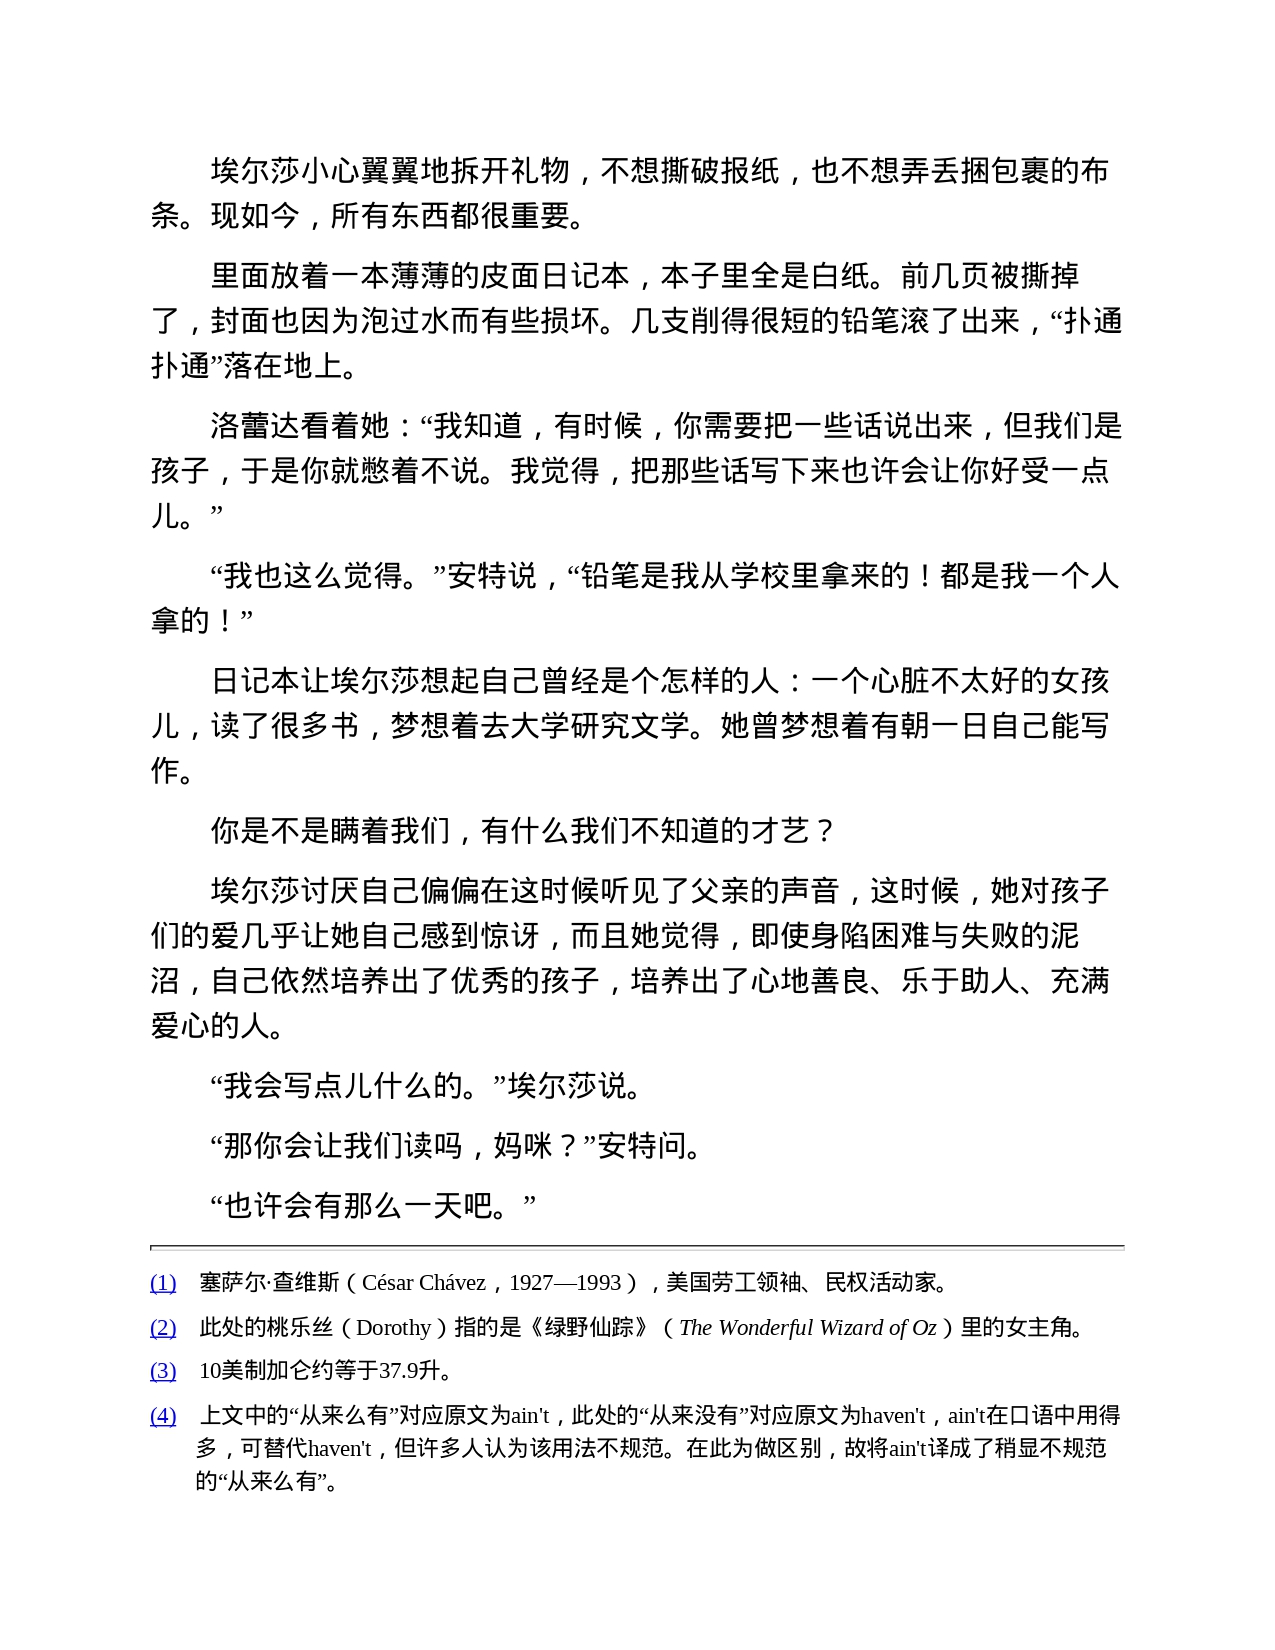 埃尔莎小心翼翼地拆开礼物，不想撕破报纸，也不想弄丢捆包裹的布
条。现如今，所有东西都很重要。
里面放着一本薄薄的皮面日记本，本子里全是白纸。前几页被撕掉
了，封面也因为泡过水而有些损坏。几支削得很短的铅笔滚了出来，“扑通
扑通”落在地上。
洛蕾达看着她：“我知道，有时候，你需要把一些话说出来，但我们是
孩子，于是你就憋着不说。我觉得，把那些话写下来也许会让你好受一点
儿。”
“我也这么觉得。”安特说，“铅笔是我从学校里拿来的！都是我一个人
拿的！”
日记本让埃尔莎想起自己曾经是个怎样的人：一个心脏不太好的女孩
儿，读了很多书，梦想着去大学研究文学。她曾梦想着有朝一日自己能写
作。
你是不是瞒着我们，有什么我们不知道的才艺？
埃尔莎讨厌自己偏偏在这时候听见了父亲的声音，这时候，她对孩子
们的爱几乎让她自己感到惊讶，而且她觉得，即使身陷困难与失败的泥
沼，自己依然培养出了优秀的孩子，培养出了心地善良、乐于助人、充满
爱心的人。
“我会写点儿什么的。”埃尔莎说。
“那你会让我们读吗，妈咪？”安特问。
“也许会有那么一天吧。”
(1) 塞萨尔·查维斯（César Chávez，1927—1993），美国劳工领袖、民权活动家。
(2) 此处的桃乐丝（Dorothy）指的是《绿野仙踪》（The Wonderful Wizard of Oz）里的女主角。
(3) 10美制加仑约等于37.9升。
(4) 上文中的“从来么有”对应原文为ain't，此处的“从来没有”对应原文为haven't，ain't在口语中用得
多，可替代haven't，但许多人认为该用法不规范。在此为做区别，故将ain't译成了稍显不规范
的“从来么有”。